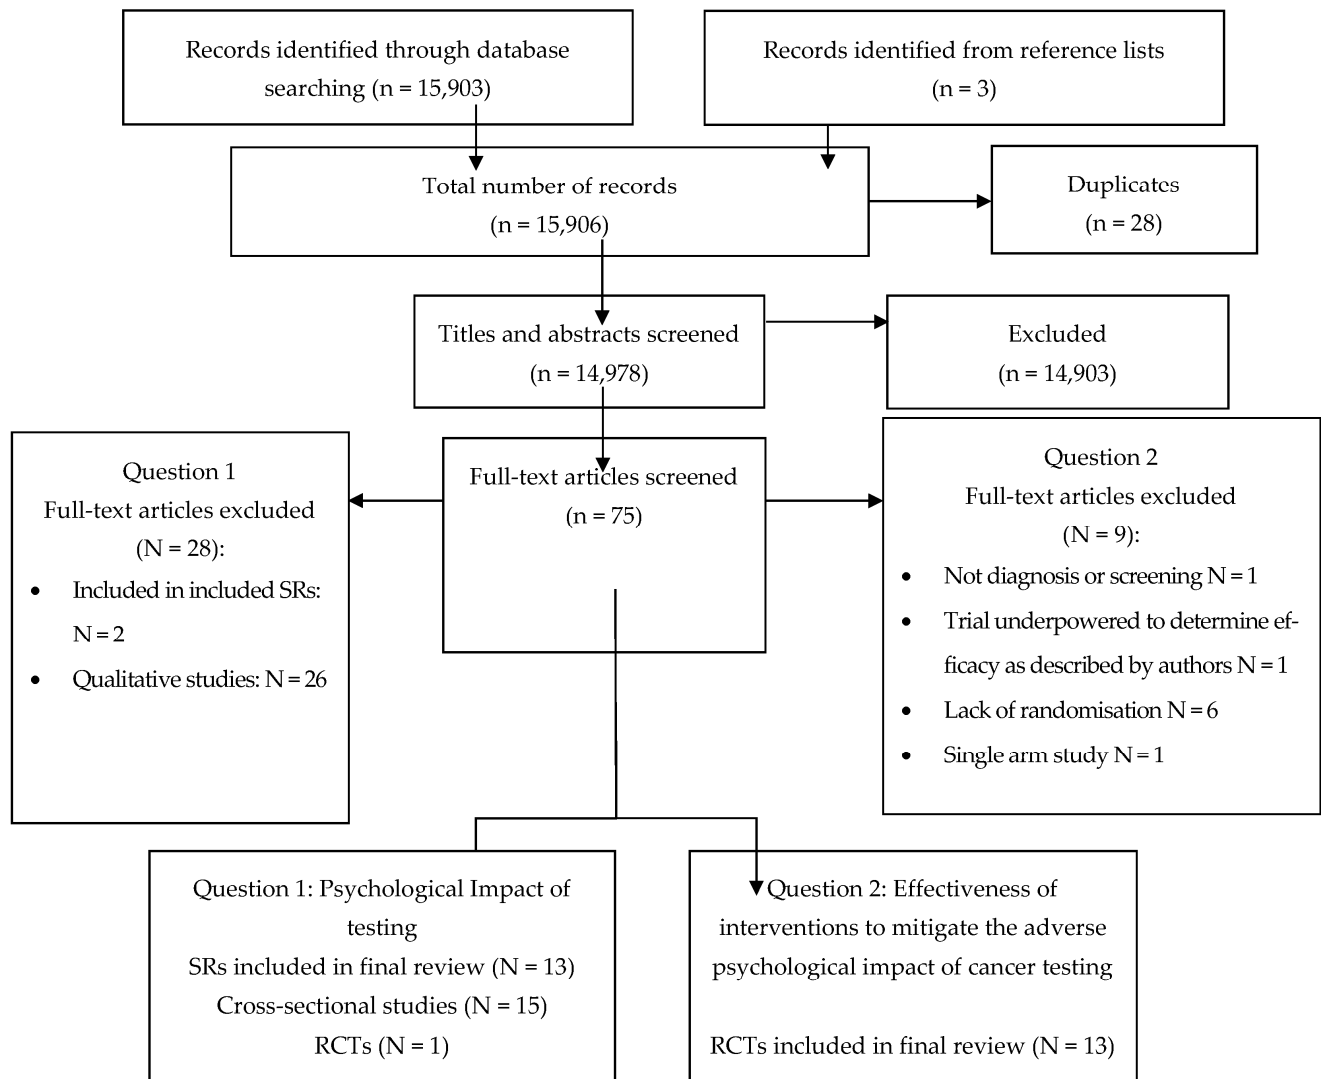 Records identified through database
searching (n = 15,903)
Records identified from reference lists
(n = 3)
Total number of records
(n = 15,906)
Duplicates
(n = 28)
Titles and abstracts screened
(n = 14,978)
Excluded
(n = 14,903)
Question 1
Full-text articles excluded
(N = 28):
• Included in included SRs:
N = 2
• Qualitative studies: N = 26
Full-text articles screened
(n = 75)
Question 2
Full-text articles excluded
(N = 9):
• Not diagnosis or screening N = 1
• Trial underpowered to determine ef-
ficacy as described by authors N = 1
• Lack of randomisation N = 6
• Single arm study N = 1
Question 1: Psychological Impact of
testing
SRs included in final review (N = 13)
Cross-sectional studies (N = 15)
RCTs (N = 1)
Question 2: Effectiveness of
interventions to mitigate the adverse
psychological impact of cancer testing
RCTs included in final review (N = 13)